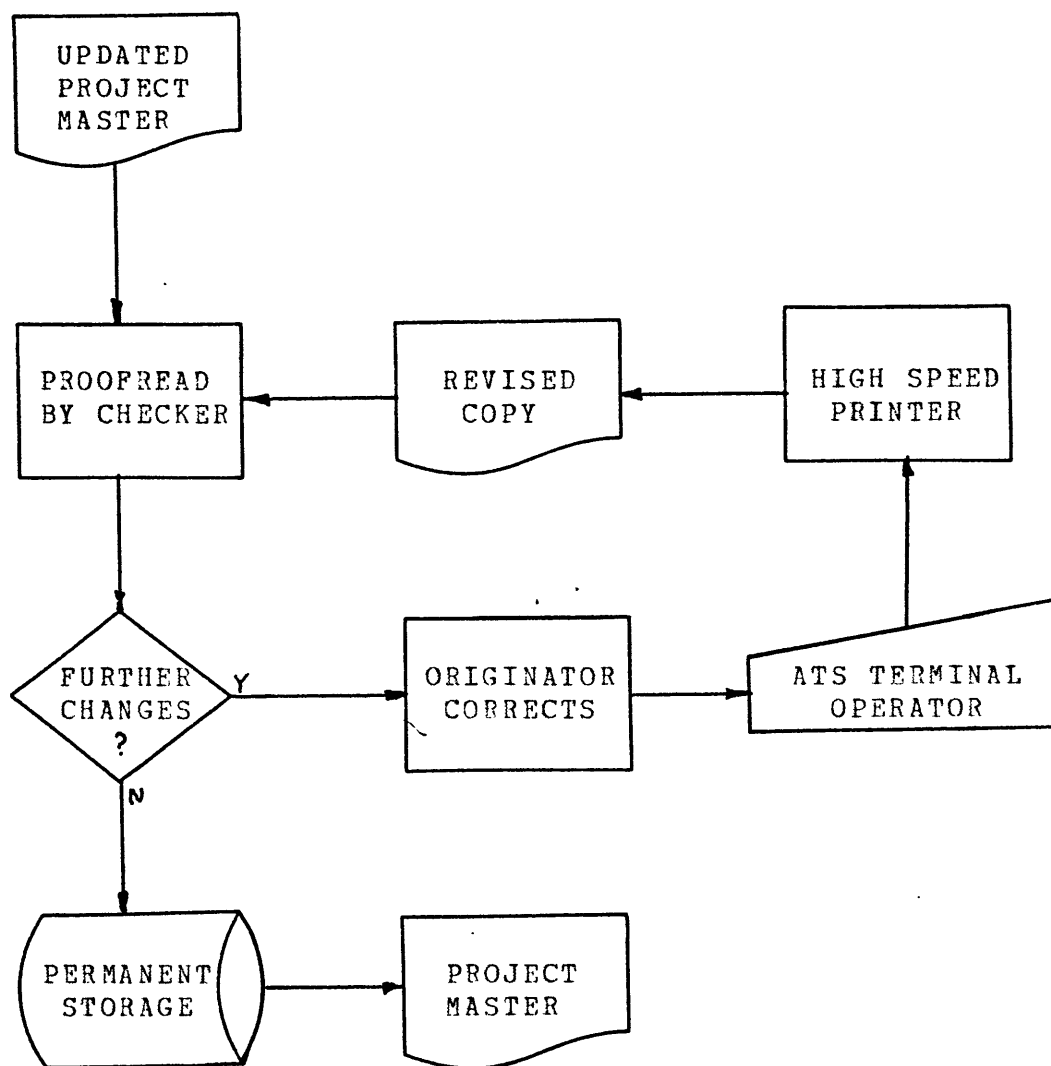 UPDATED
PROJECT
MASTER
PROOFREAD
BY CHECKER
REVISED
COPY
HIGH SPEED
PRINTER
FURTHER
CHANGES
?
Y
ORIGINATOR
CORRECTS
ATS TERMINAL
OPERATOR
N
PERMANENT
STORAGE
PROJECT
MASTER